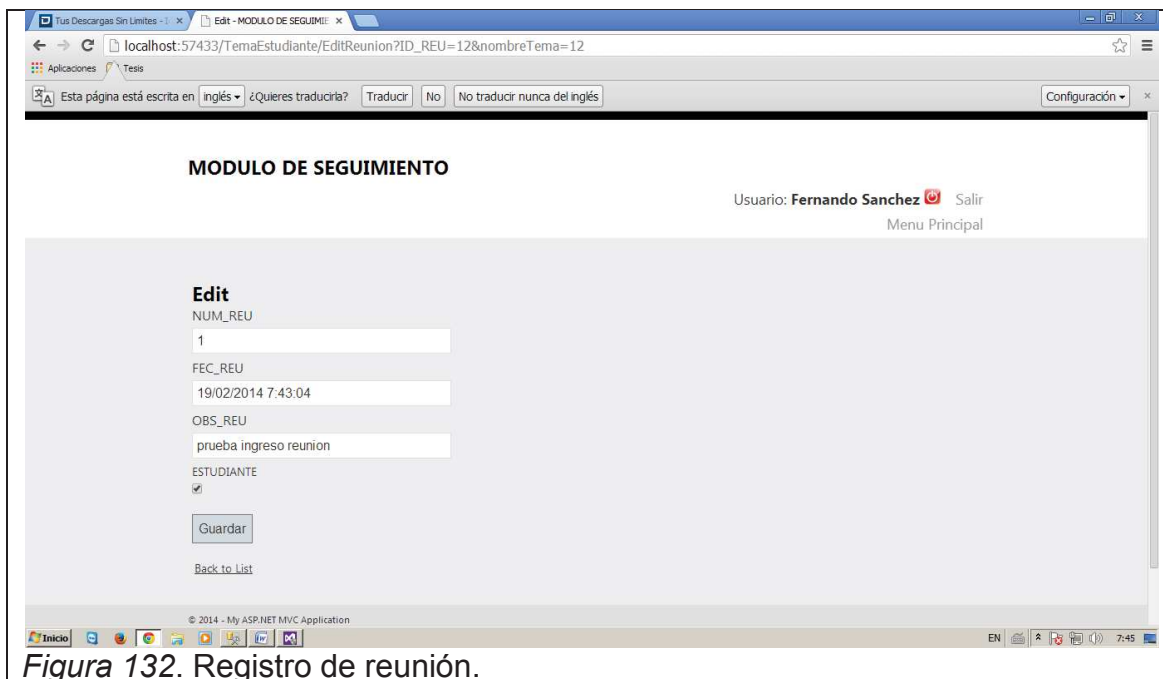 Tus Descargas Sin Limites - Edit - MODULO DE SEGUIMIE
localhost:57433/TemaEstudiante/EditReunion?ID_REU=12&nombreTema=12
Aplicaciones Tesis
Esta página está escrita en inglés ¿Quieres traducirla? Traducir No No traducir nunca del inglés Configuración
MODULO DE SEGUIMIENTO
Usuario: Fernando Sanchez Salir
Menu Principal
Edit
NUM_REU
1
FEC_REU
19/02/2014 7:43:04
OBS_REU
prueba ingreso reunion
ESTUDIANTE
Guardar
Back to List
© 2014 - My ASP.NET MVC Application
Inicio EN 7:45
Figura 132. Registro de reunión.